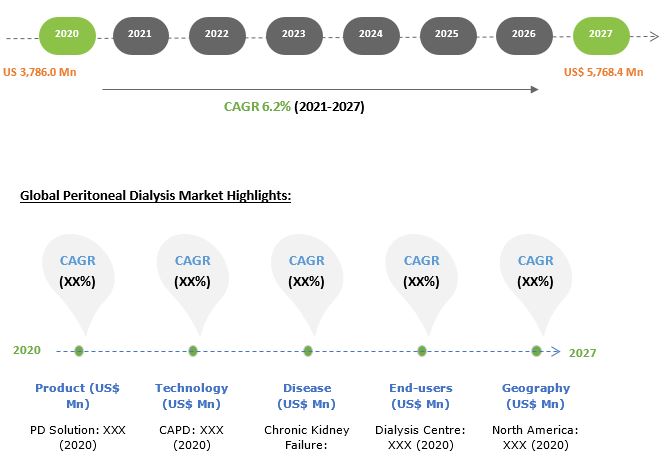 2020 2021 2022 2023 2024 2025 2026 2027
US 3,786.0 Mn US$ 5,768.4 Mn
CAGR 6.2% (2021-2027)
Global Peritoneal Dialysis Market Highlights:
CAGR CAGR CAGR CAGR CAGR
(XX%) (XX%) (XX%) (XX%) (XX%)
2020 2027
Product (US$ Technology Disease End-users Geography
Mn) (US$ Mn) (US$ Mn) (US$ Mn) (US$ Mn)
PD Solution: XXX CAPD: XXX Chronic Kidney Dialysis Centre: North America:
(2020) (2020) Failure: XXX (2020) XXX (2020)